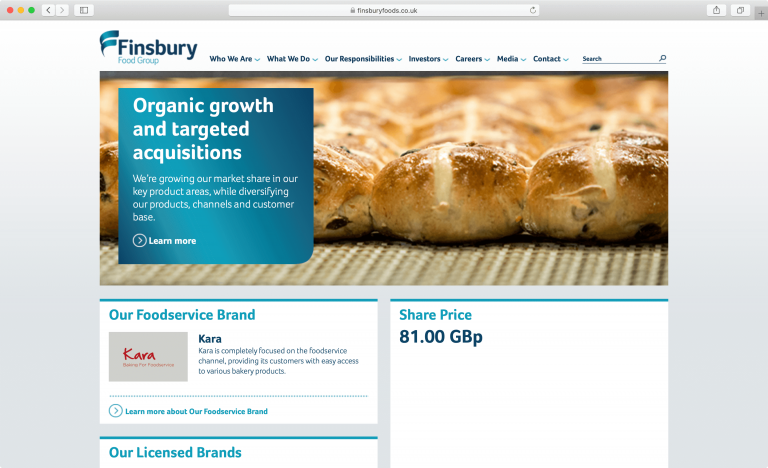 finsburyfoods.co.uk
Finsbury
Food Group
Who We Are What We Do Our Responsibilities Investors Careers Media Contact Search
Organic growth
and targeted
acquisitions
We're growing our market share in our
key product areas, while diversifying
our products, channels and customer
base.
Learn more
Our Foodservice Brand
Kara
Baking For Foodservice
Kara
Kara is completely focused on the foodservice
channel, providing its customers with easy access
to various bakery products.
Learn more about Our Foodservice Brand
Our Licensed Brands
Share Price
81.00 GBp